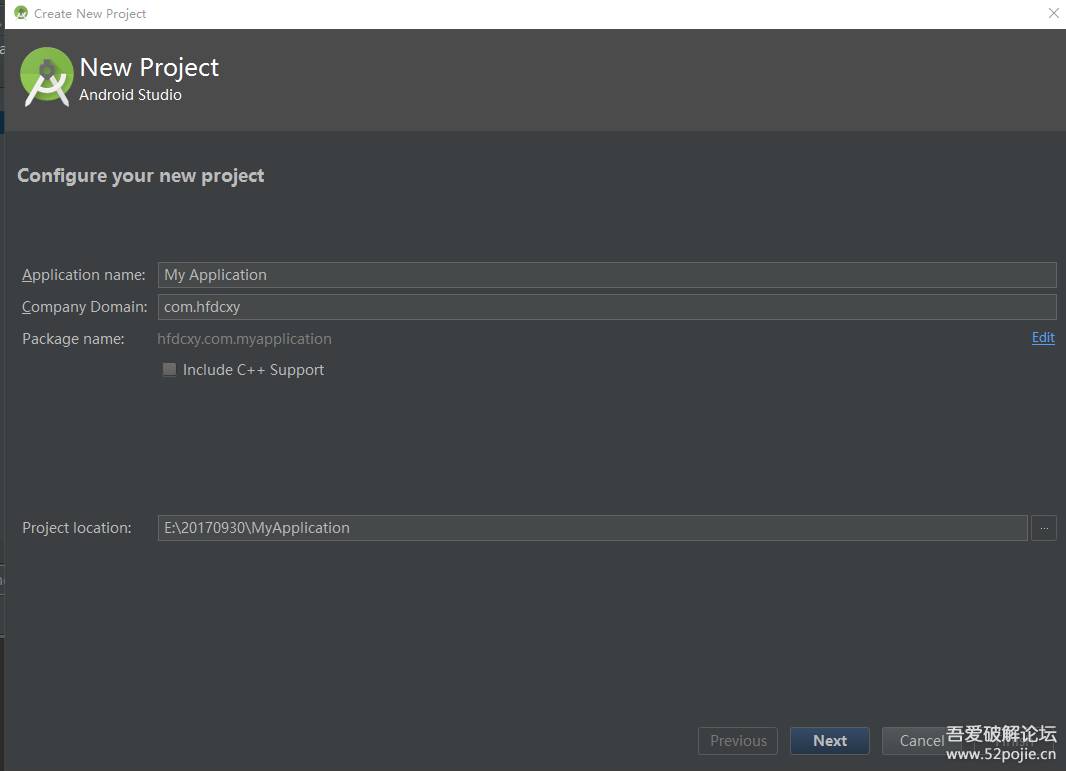 Create New Project
New Project
Android Studio
Configure your new project
Application name: My Application
Company Domain: com.hfdcxy
Package name: hfdcxy.com.myapplication Edit
Include C++ Support
Project location: E:\20170930\MyApplication ...
Previous Next Cancel
吾爱破解论坛
www.52pojie.cn